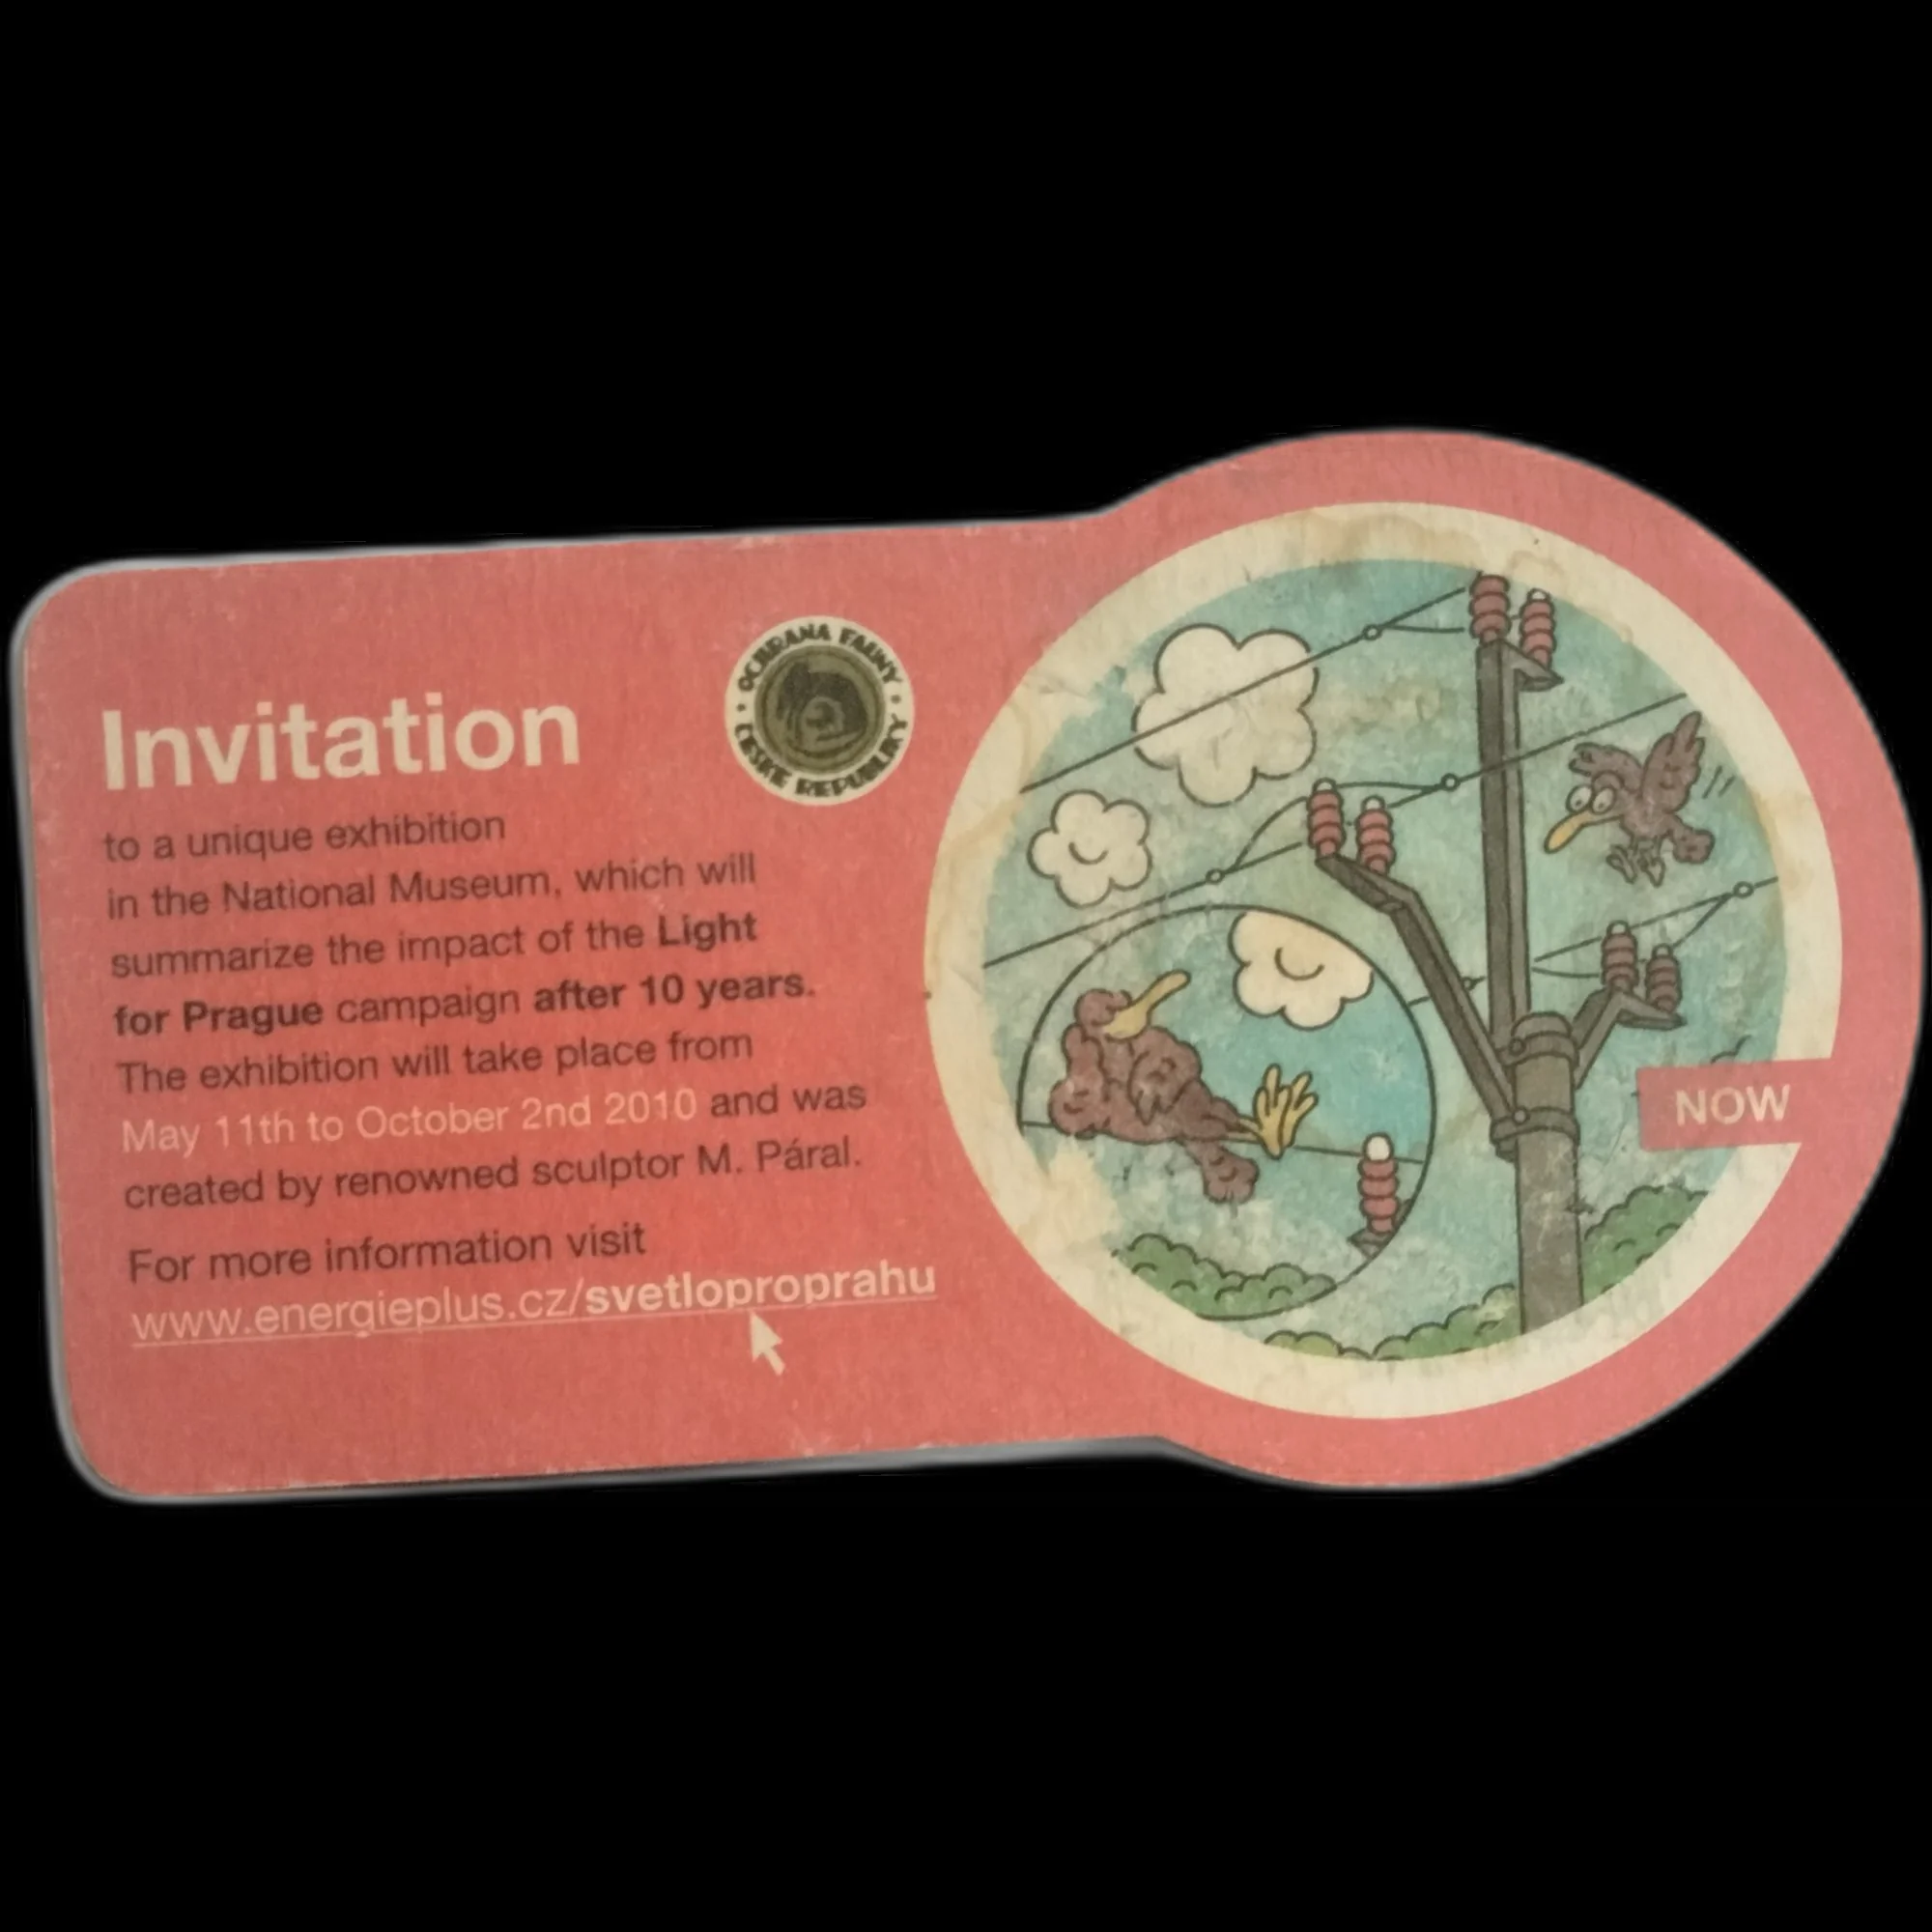 Invitation
OCHRANA FAUNY
• ČESKÉ REPUBLIKY •
to a unique exhibition
in the National Museum, which will
summarize the impact of the Light
for Prague campaign after 10 years.
The exhibition will take place from
May 11th to October 2nd 2010 and was
created by renowned sculptor M. Páral.
For more information visit
www.energieplus.cz/svetloproprahu
NOW